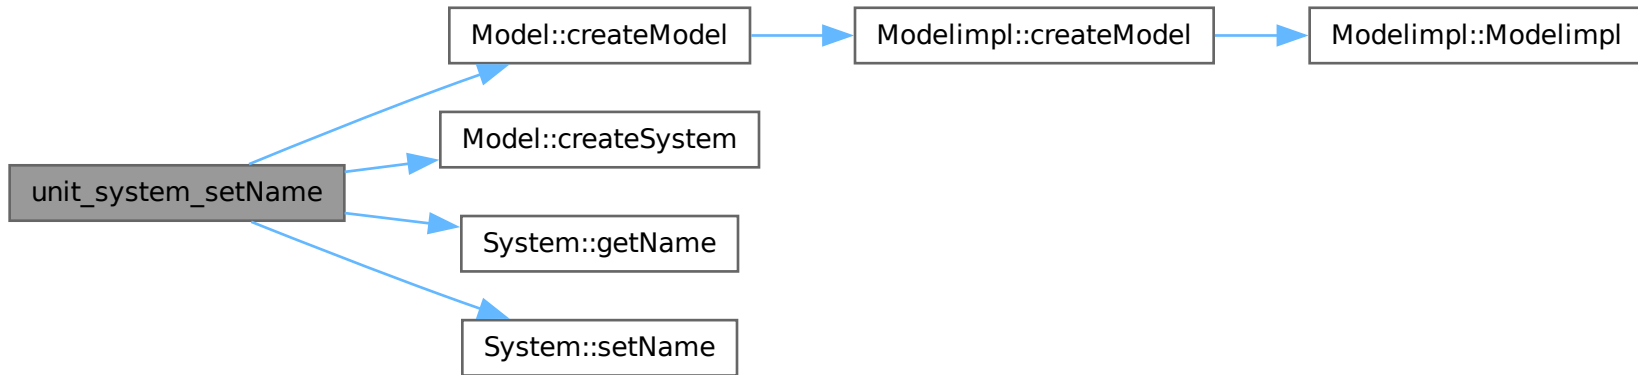 Model::createModel
Modelimpl::createModel
Modelimpl::Modelimpl
Model::createSystem
unit_system_setName
System::getName
System::setName